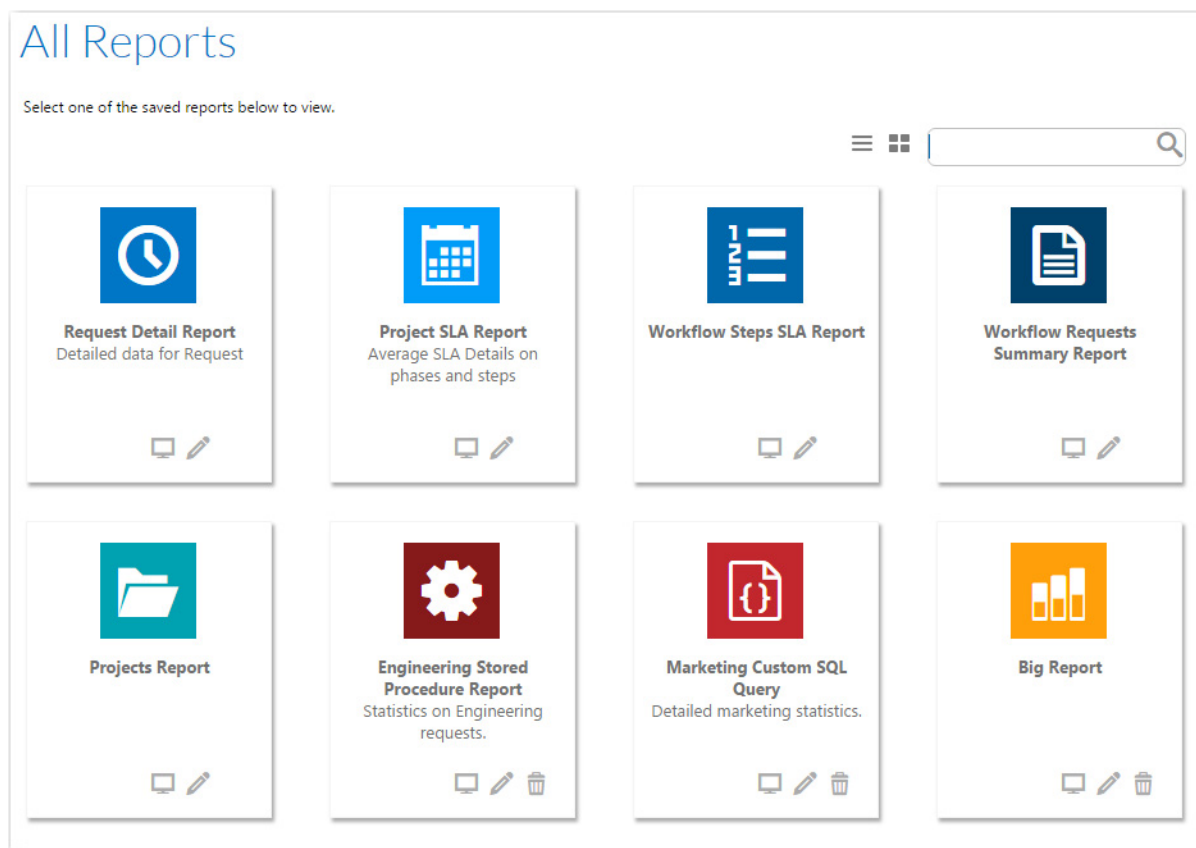 All Reports
Select one of the saved reports below to view.
Request Detail Report
Detailed data for Request
Project SLA Report
Average SLA Details on
phases and steps
Workflow Steps SLA Report
Workflow Requests
Summary Report
Projects Report
Engineering Stored
Procedure Report
Statistics on Engineering
requests.
Marketing Custom SQL
Query
Detailed marketing statistics.
Big Report